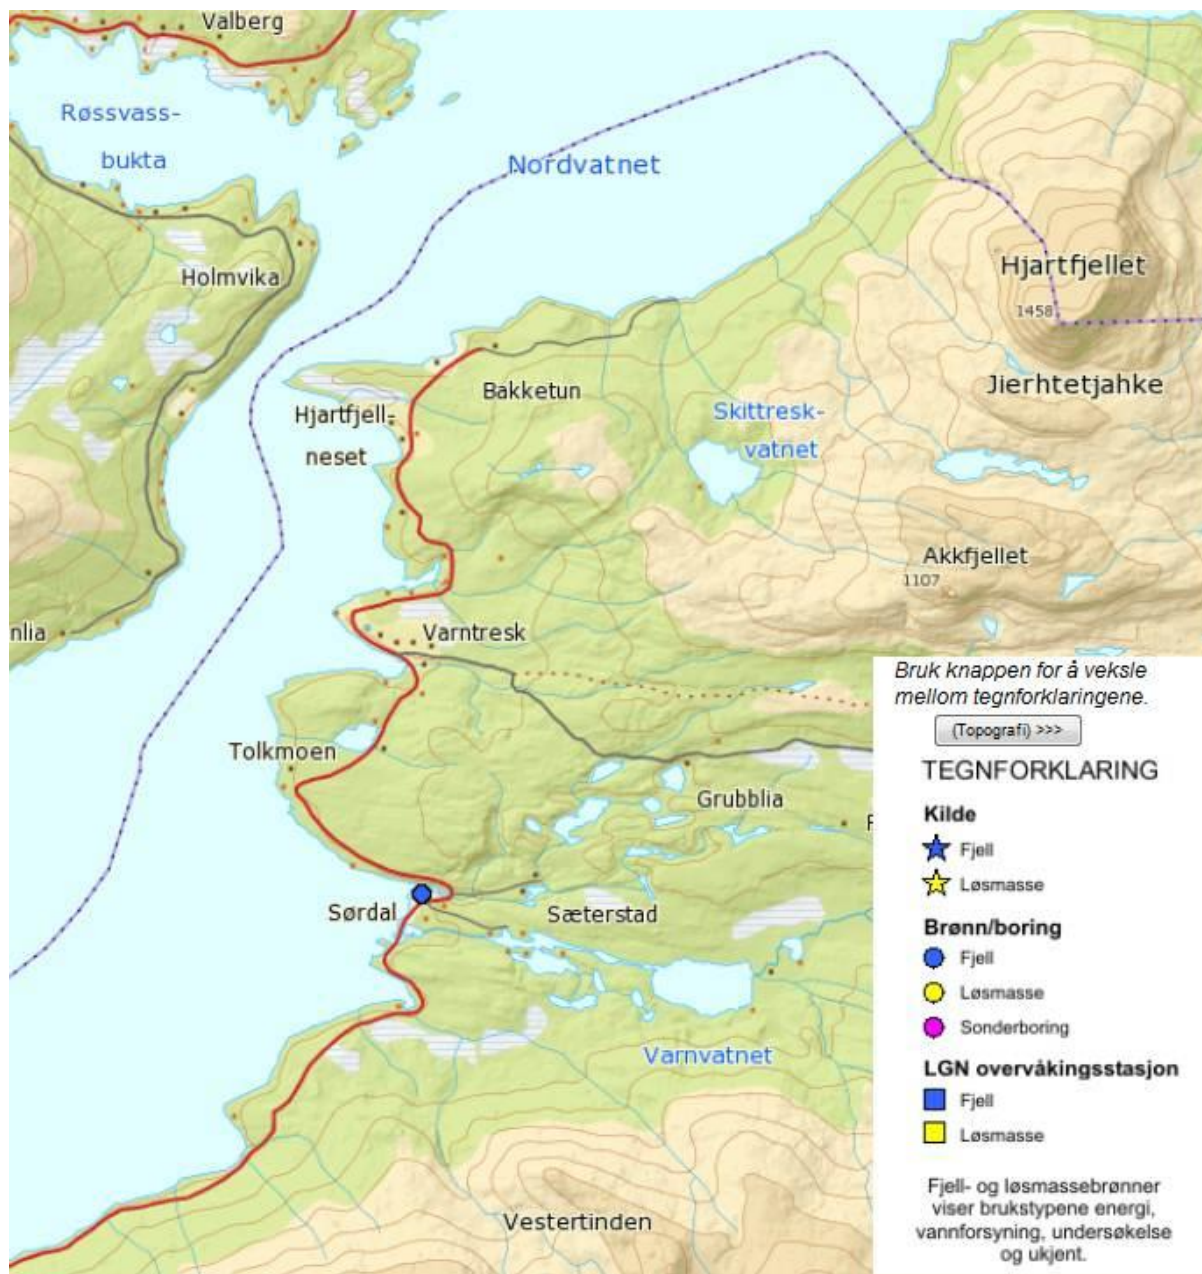 Valberg
Røssvass-
bukta
Nordvatnet
Holmvika
Hjartfjellet
1458
Jierhtetjahke
Bakketun
Hjartfjell-
neset
Skittresk-
vatnet
Akkfjellet
1107
nlia
Varntresk
Tolkmoen
Grubblia
Sørdal
Sæterstad
Varnvatnet
Vestertinden
Bruk knappen for å veksle
mellom tegnforklaringene.
(Topografi) >>>
TEGNFORKLARING
Kilde
Fjell
Løsmasse
Brønn/boring
Fjell
Løsmasse
Sonderboring
LGN overvåkingsstasjon
Fjell
Løsmasse
Fjell- og løsmassebrønner
viser brukstypene energi,
vannforsyning, undersøkelse
og ukjent.